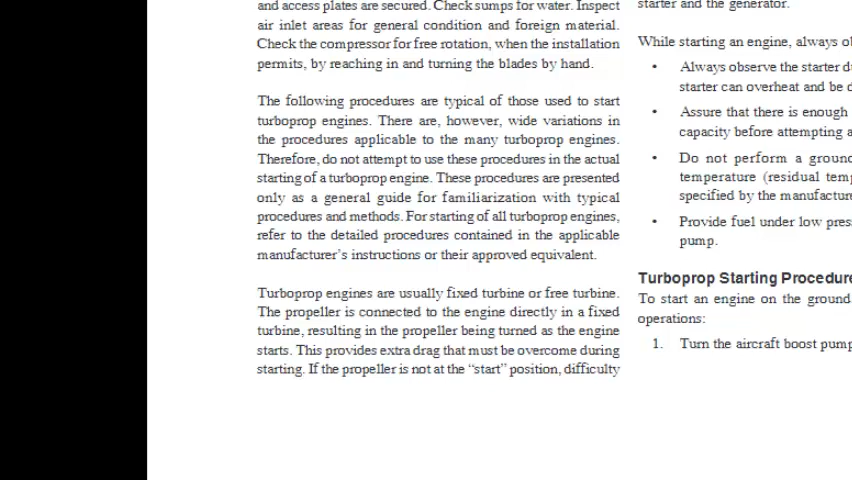 and access plates are secured. Check sumps for water. Inspect
air inlet areas for general condition and foreign material.
Check the compressor for free rotation, when the installation
permits, by reaching in and turning the blades by hand.
The following procedures are typical of those used to start
turboprop engines. There are, however, wide variations in
the procedures applicable to the many turboprop engines.
Therefore, do not attempt to use these procedures in the actual
starting of a turboprop engine. These procedures are presented
only as a general guide for familiarization with typical
procedures and methods. For starting of all turboprop engines,
refer to the detailed procedures contained in the applicable
manufacturer’s instructions or their approved equivalent.
Turboprop engines are usually fixed turbine or free turbine.
The propeller is connected to the engine directly in a fixed
turbine, resulting in the propeller being turned as the engine
starts. This provides extra drag that must be overcome during
starting. If the propeller is not at the “start” position, difficulty
starter and the generator.
While starting an engine, always
• Always observe the starter
starter can overheat and be
• Assure that there is enough
capacity before attempting
• Do not perform a
temperature (residual
specified by the
• Provide fuel under low
pump.
Turboprop Starting
To start an engine on the ground,
operations:
1. Turn the aircraft boost